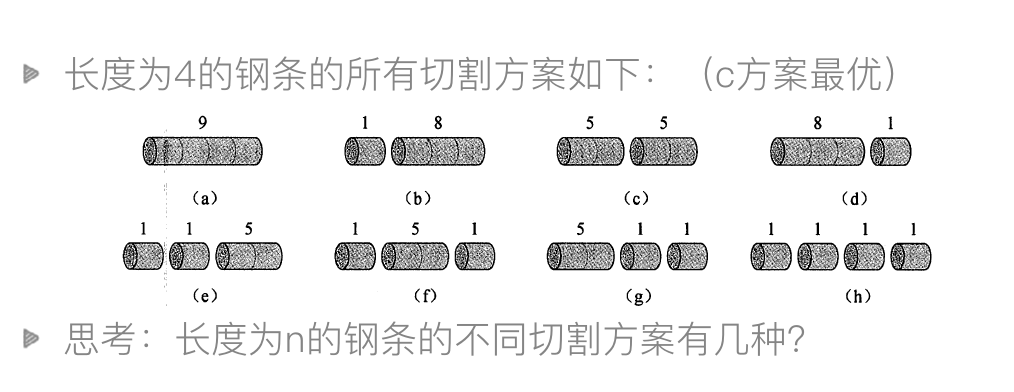 长度为4的钢条的所有切割方案如下：（c方案最优）
9 1 8 5 5 8 1
(a) (b) (c) (d)
1 1 5 1 5 1 5 1 1 1 1 1 1
(e) (f) (g) (h)
思考：长度为n的钢条的不同切割方案有几种？